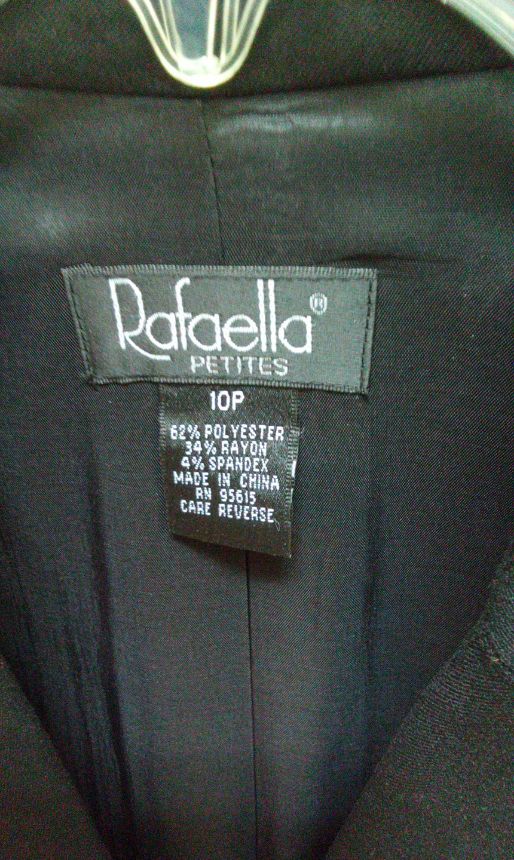 Rafaella®
PETITES
10P
62% POLYESTER
34% RAYON
4% SPANDEX
MADE IN CHINA
RN 95615
CARE REVERSE